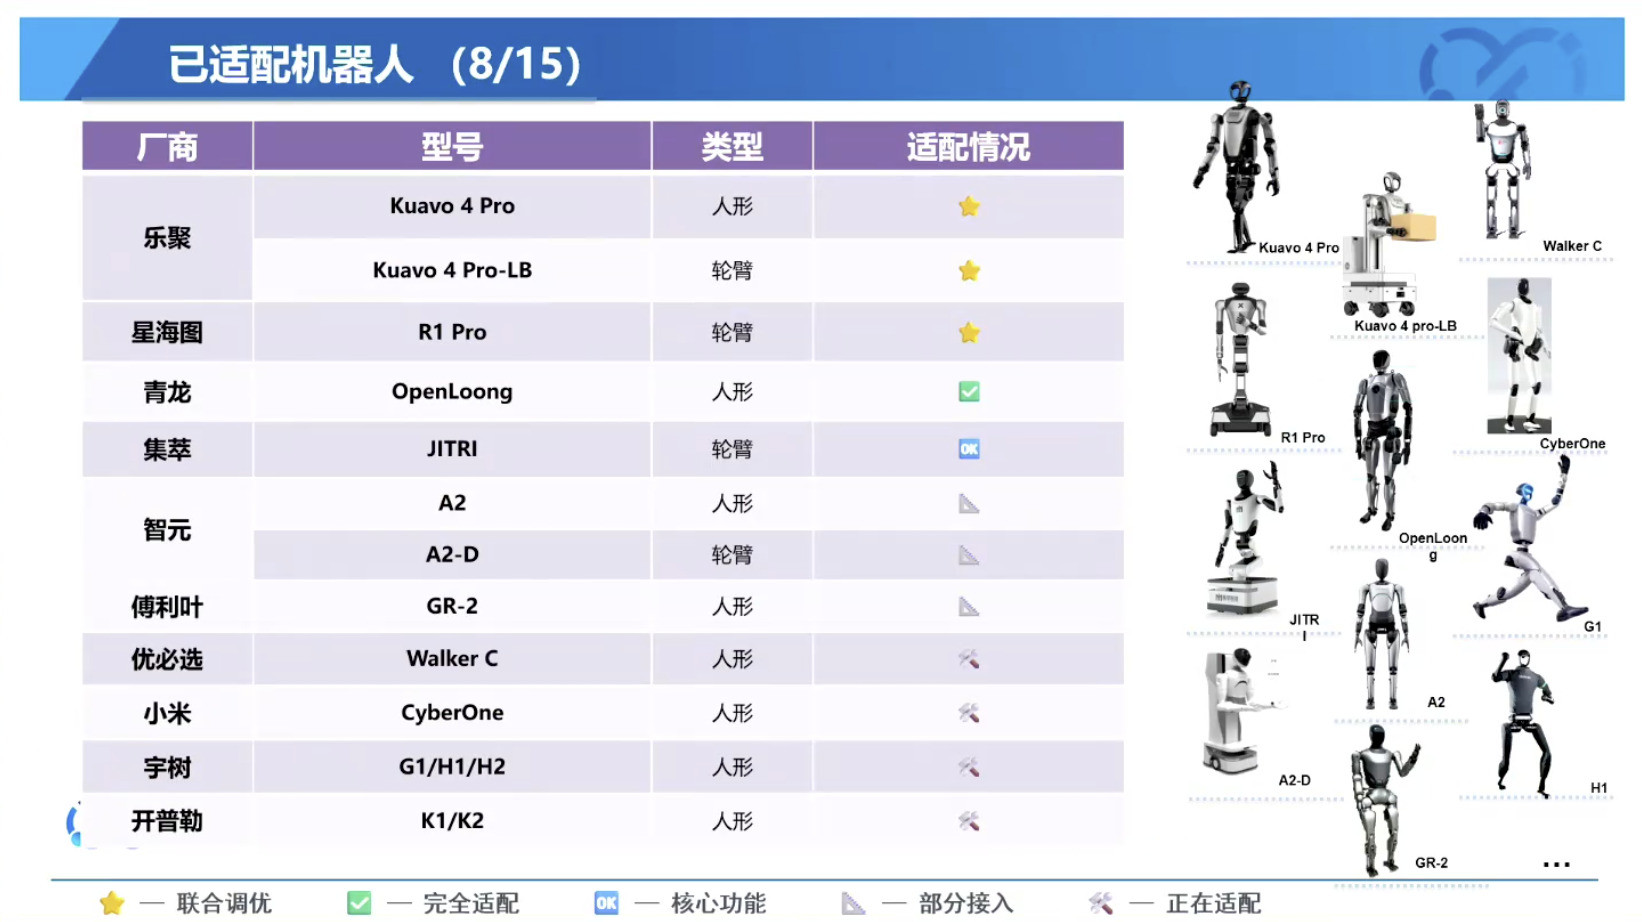 已适配机器人 (8/15)
厂商 型号 类型 适配情况
乐聚 Kuavo 4 Pro 人形
Kuavo 4 Pro-LB 轮臂
星海图 R1 Pro 轮臂
青龙 OpenLoong 人形
集萃 JITRI 轮臂 OK
智元 A2 人形
A2-D 轮臂
傅利叶 GR-2 人形
优必选 Walker C 人形
小米 CyberOne 人形
宇树 G1/H1/H2 人形
开普勒 K1/K2 人形
Kuavo 4 Pro
Walker C
Kuavo 4 pro-LB
R1 Pro
CyberOne
OpenLoon
g
JITR
I
G1
A2
A2-D
H1
GR-2
...
— 联合调优 — 完全适配 OK — 核心功能 — 部分接入 — 正在适配